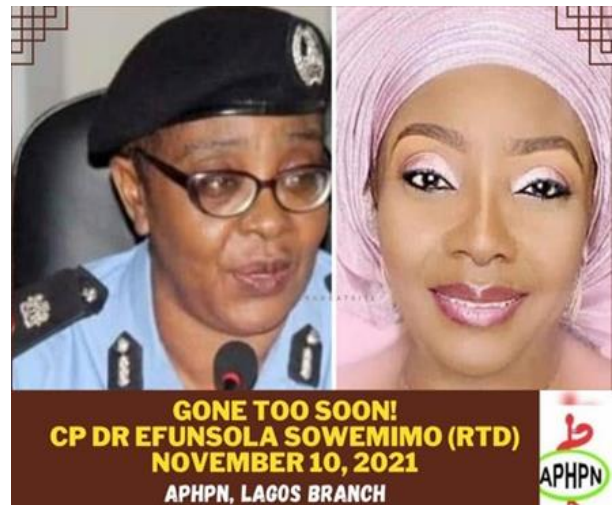 GONE TOO SOON!
CP DR EFUNSOLA SOWEMIMO (RTD)
NOVEMBER 10, 2021
APHPN, LAGOS BRANCH
APHPN